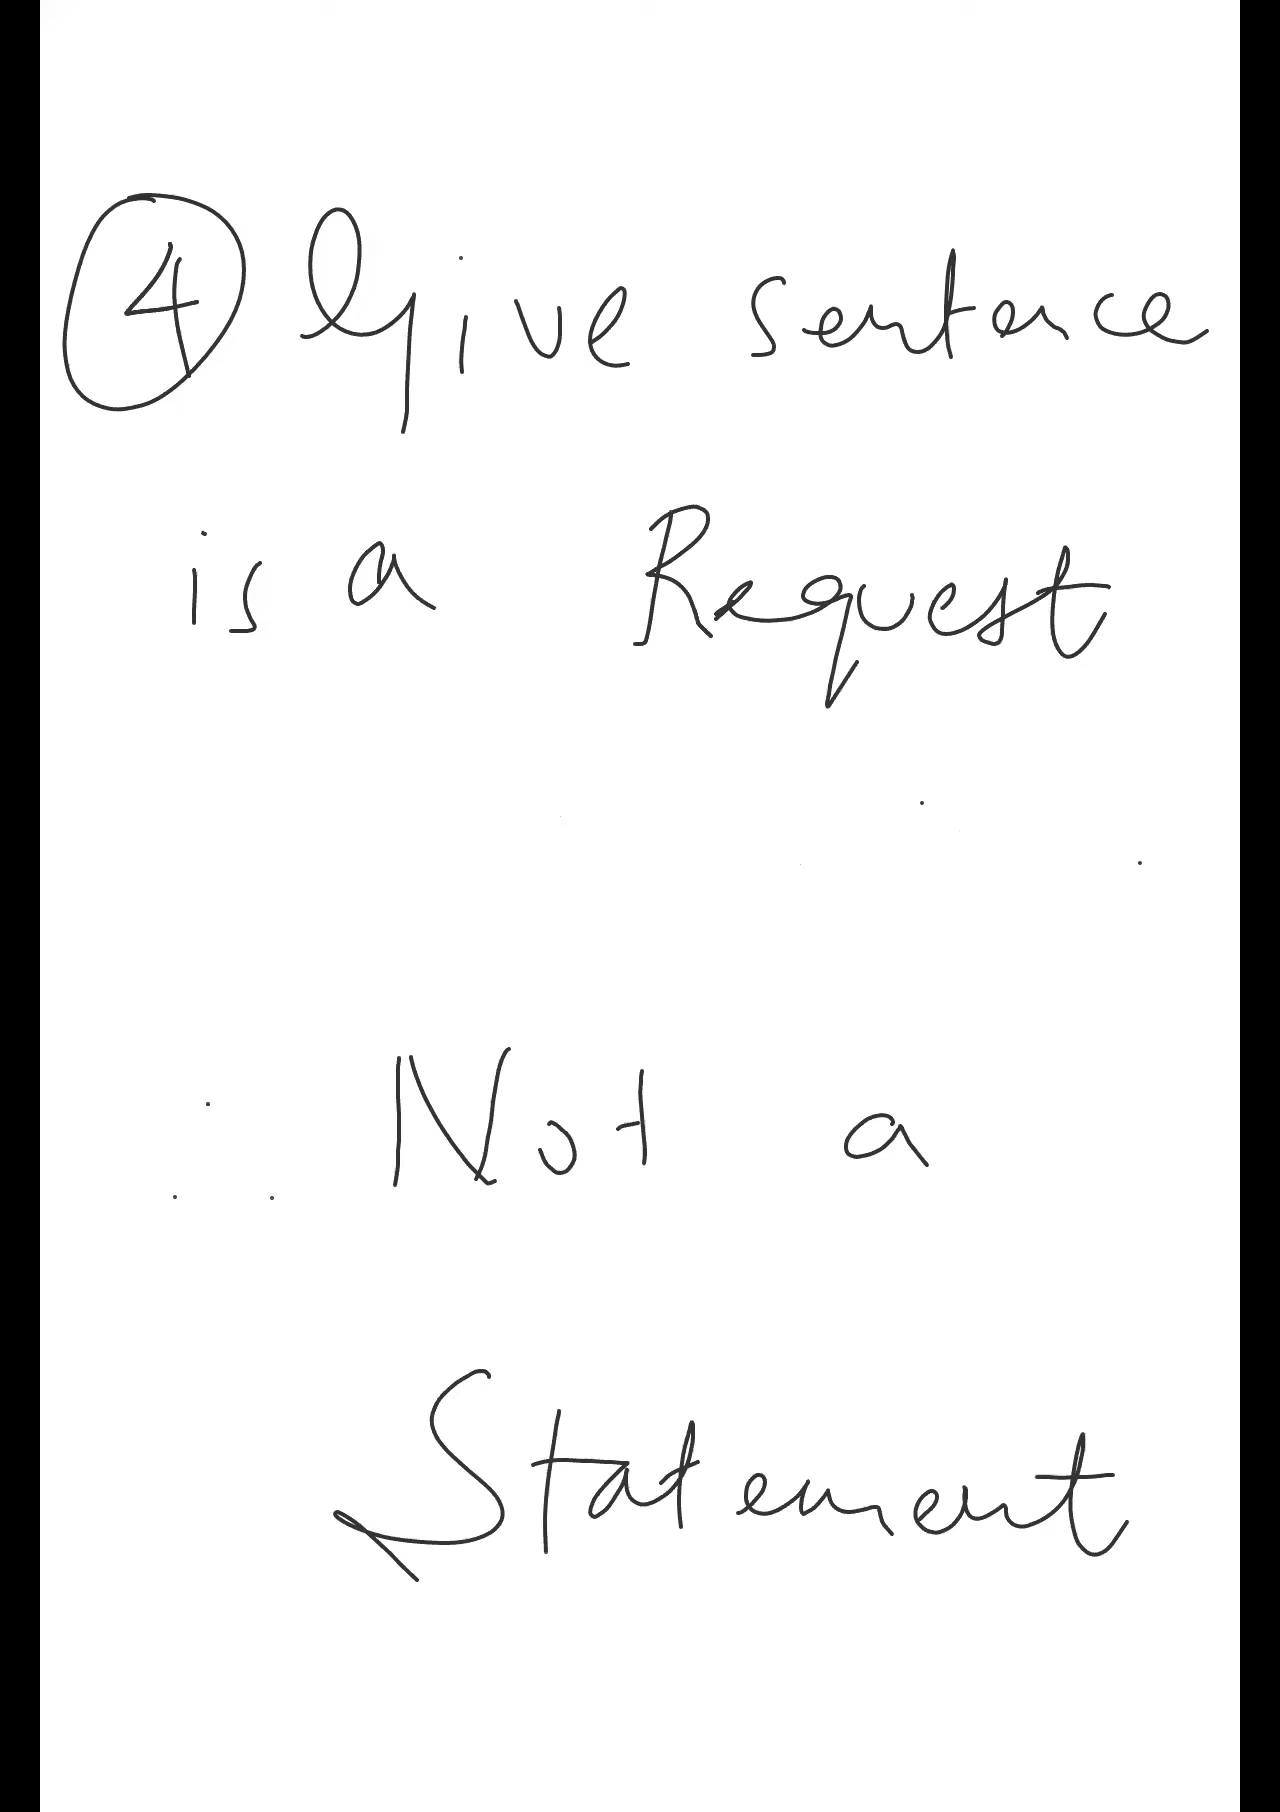 4 Give sentence
is a Request
∴ Not a
Statement